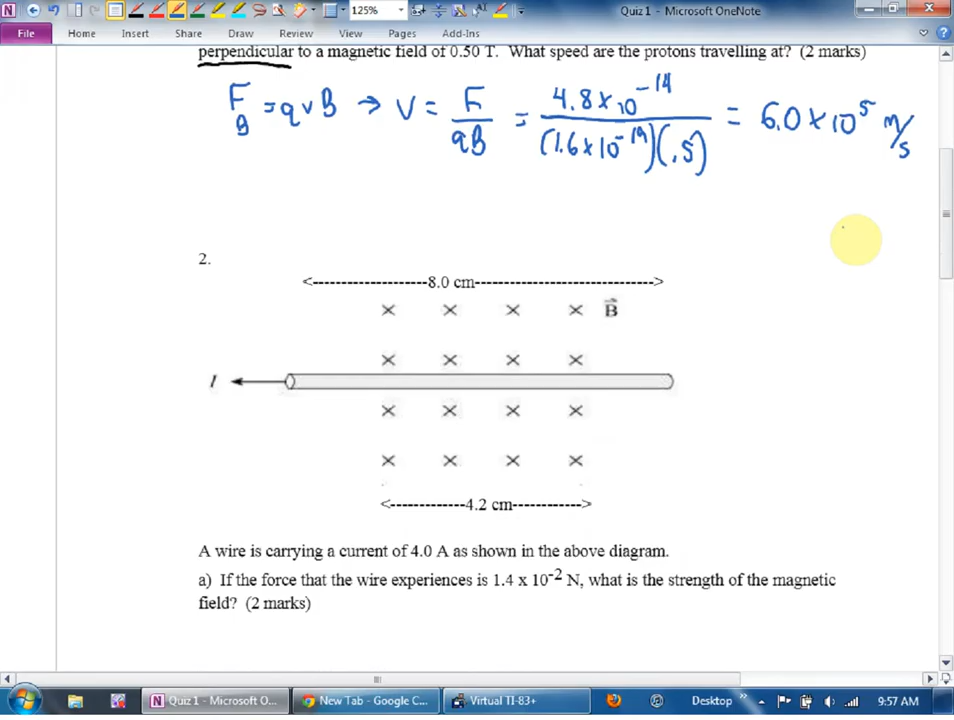 Quiz 1 - Microsoft OneNote
125%
File Home Insert Share Draw Review View Pages Add-Ins
perpendicular to a magnetic field of 0.50 T. What speed are the protons travelling at? (2 marks)
F_B = qvB → V = F/qB = 4.8 x 10^-14/(1.6 x 10^-19)(.5) = 6.0 x 10^5 m/s
2.
<--------------------8.0 cm------------------------------>
× × × × B⃗
× × × ×
I
× × × ×
× × × ×
<-------------4.2 cm------------>
A wire is carrying a current of 4.0 A as shown in the above diagram.
a) If the force that the wire experiences is 1.4 x 10^-2 N, what is the strength of the magnetic
field? (2 marks)
Quiz 1 - Microsoft O... New Tab - Google C... Virtual TI-83+ Desktop 9:57 AM